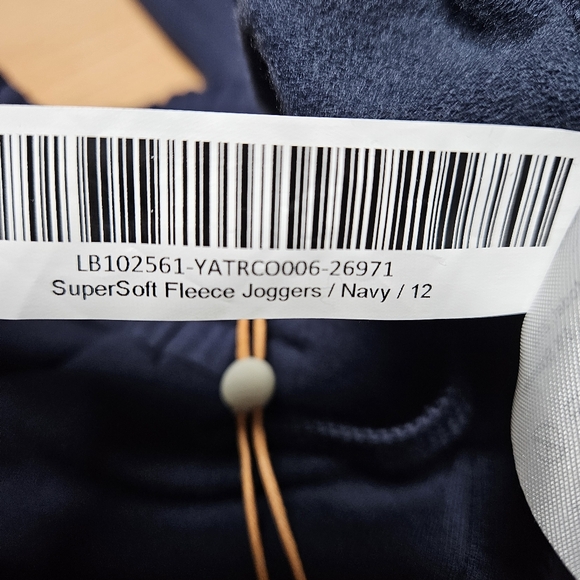 LB102561-YATRCO006-26971
SuperSoft Fleece Joggers / Navy / 12